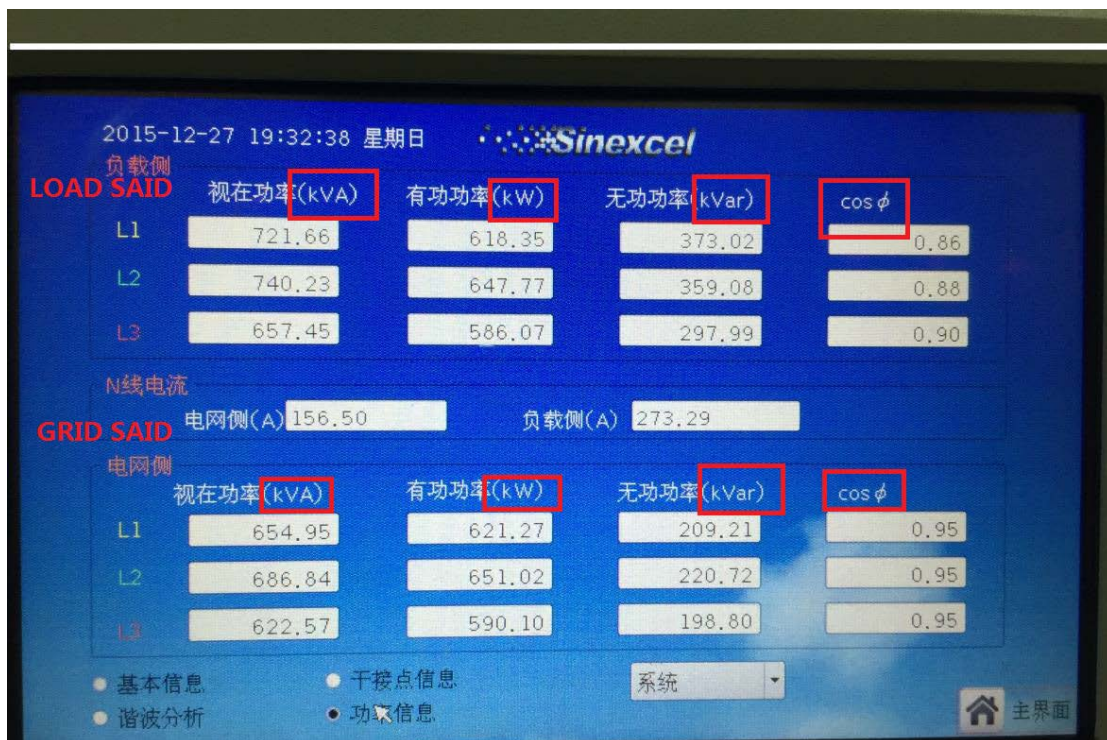 2015-12-27 19:32:38 星期日 Sinexcel
负载侧
LOAD SAID 视在功率(kVA) 有功功率(kW) 无功功率(kVar) cosϕ
L1 721.66 618.35 373.02 0.86
L2 740.23 647.77 359.08 0.88
L3 657.45 586.07 297.99 0.90
N线电流
电网侧(A) 156.50 负载侧(A) 273.29
GRID SAID
电网侧
视在功率(kVA) 有功功率(kW) 无功功率(kVar) cosϕ
L1 654.95 621.27 209.21 0.95
L2 686.84 651.02 220.72 0.95
L3 622.57 590.10 198.80 0.95
基本信息 干接点信息 系统
谐波分析 功率信息 主界面